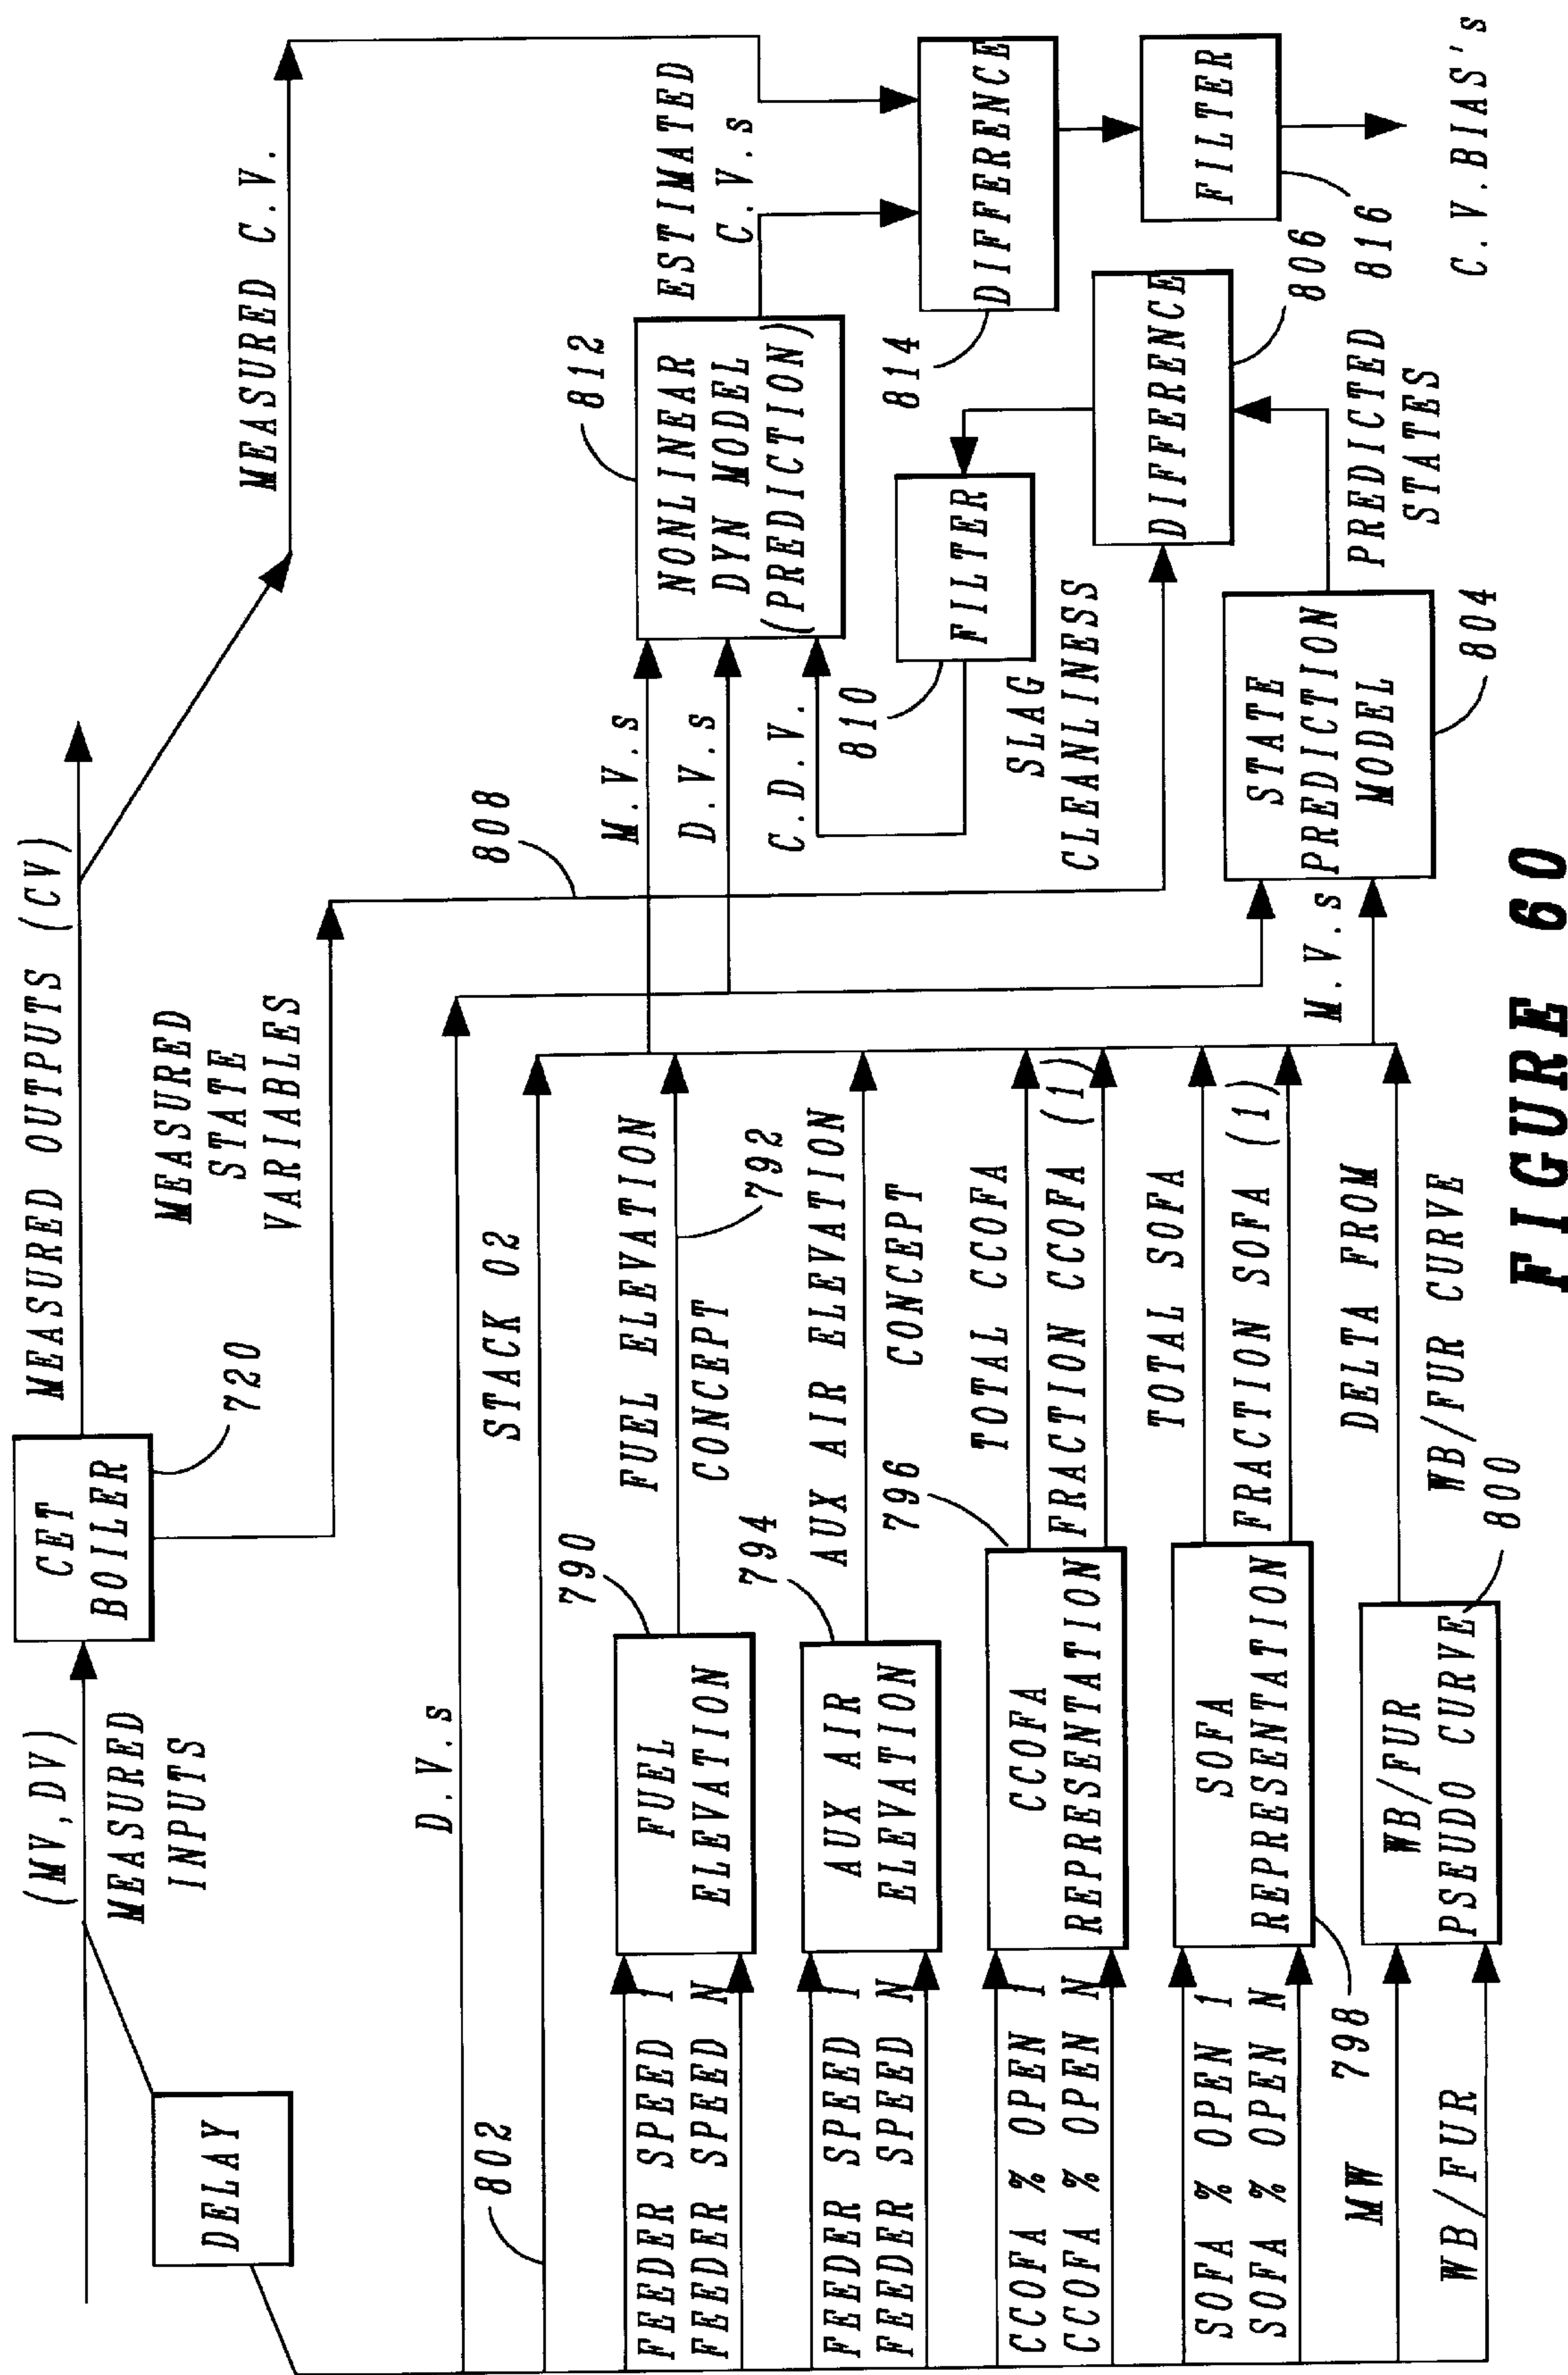 (MV,DV)
MEASURED
INPUTS
DELAY
CET
BOILER
720
MEASURED OUTPUTS (CV)
MEASURED
STATE
VARIABLES
MEASURED C.V.
D.V.s
802
STACK 02
808
FEEDER SPEED 1
FEEDER SPEED N
FUEL
ELEVATION
790
FUEL ELEVATION
CONCEPT
792
FEEDER SPEED 1
FEEDER SPEED N
AUX AIR
ELEVATION
794
AUX AIR ELEVATION
CONCEPT
CCOFA % OPEN 1
CCOFA % OPEN N
CCOFA
REPRESENTATION
796
TOTAL CCOFA
FRACTION CCOFA (1)
SOFA % OPEN 1
SOFA % OPEN N
SOFA
REPRESENTATION
798
TOTAL SOFA
FRACTION SOFA (1)
MW
WB/FUR
WB/FUR
PSEUDO CURVE
800
DELTA FROM
WB/FUR CURVE
M.V.s
D.V.s
C.D.V.
NONLINEAR
DYN MODEL
(PREDICTION)
812
ESTIMATED
C.V.s
FILTER
810
SLAG
CLEANLINESS
M.V.s
STATE
PREDICTION
MODEL
804
PREDICTED
STATES
DIFFERENCE
806
DIFFERENCE
814
FILTER
816
C.V.BIAS's
FIGURE 60